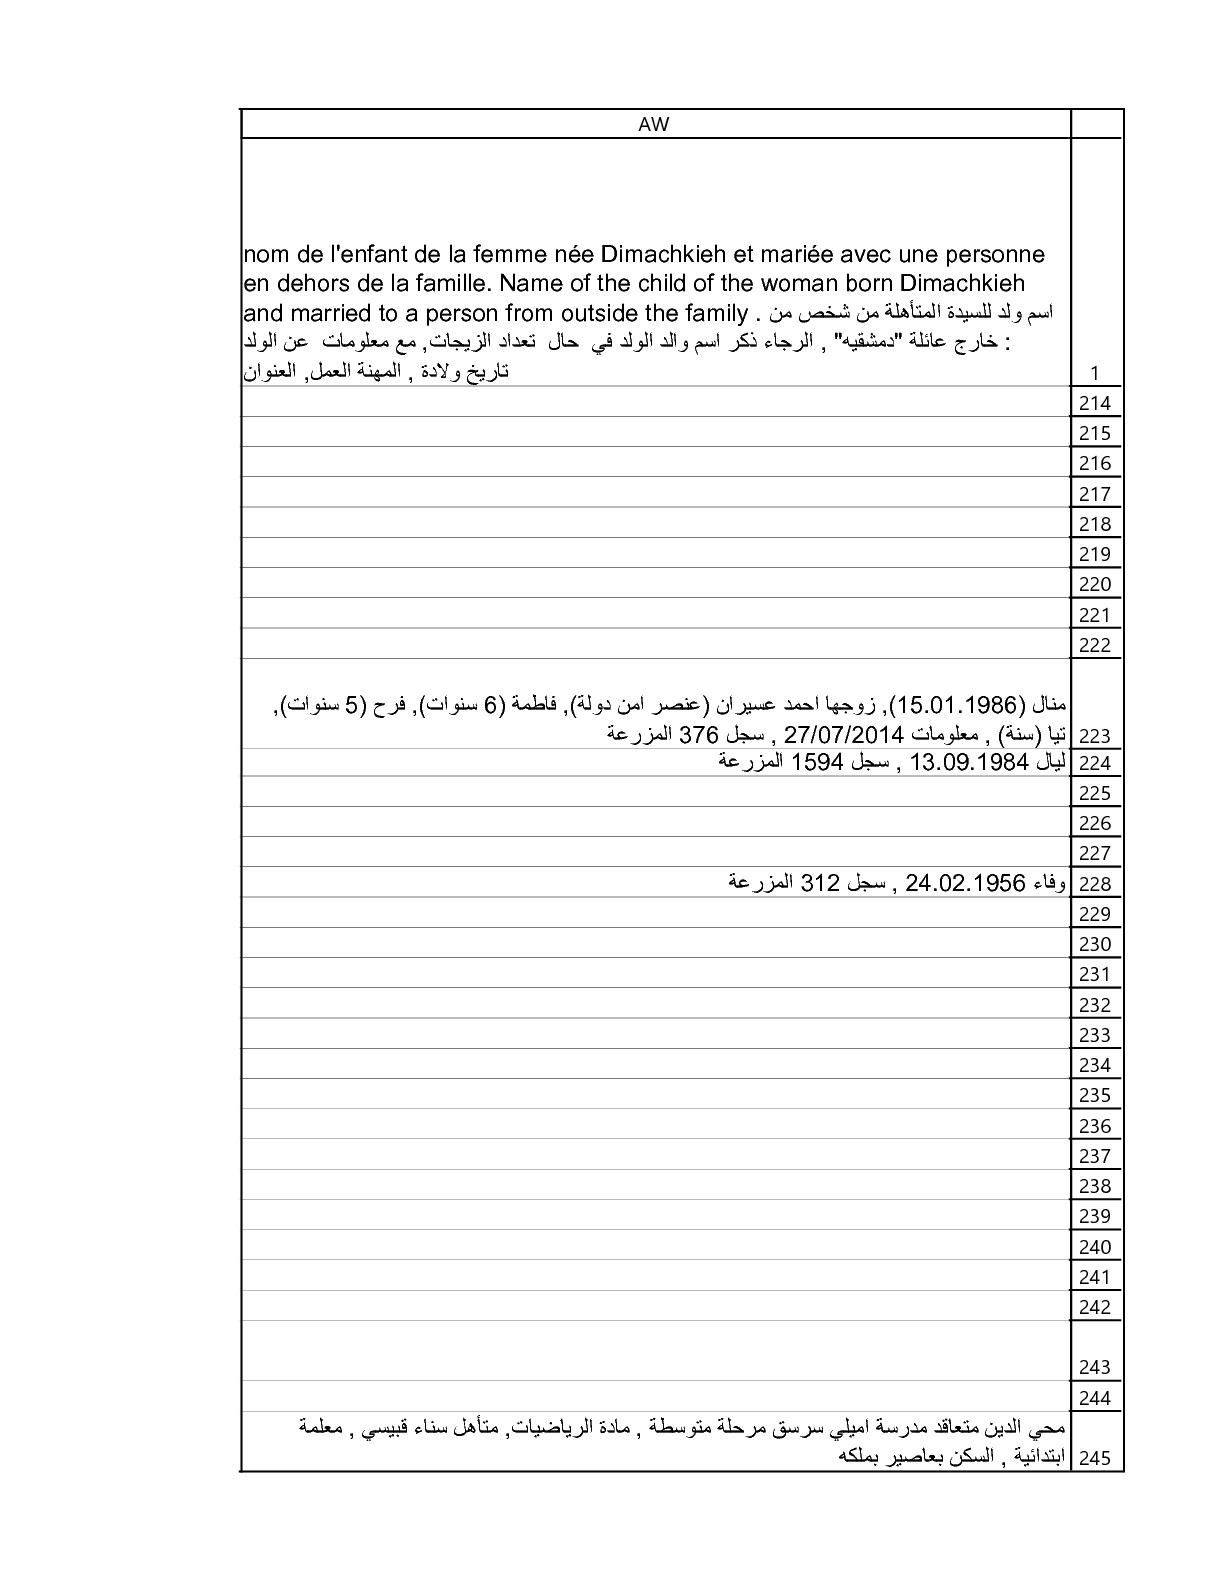 AW
nom de l'enfant de la femme née Dimachkieh et mariée avec une personne
en dehors de la famille. Name of the child of the woman born Dimachkieh
and married to a person from outside the family . اسم ولد للسيدة المتأهلة من شخص من
خارج عائلة "دمشقيه" , الرجاء ذكر اسم والد الولد في حال تعداد الزيجات, مع معلومات عن الولد :
تاريخ ولادة , المهنة العمل, العنوان
1
214
215
216
217
218
219
220
221
222
منال (15.01.1986), زوجها احمد عسيران (عنصر امن دولة), فاطمة (6 سنوات), فرح (5 سنوات),
تيا (سنة) , معلومات 27/07/2014 , سجل 376 المزرعة
223
ليال 13.09.1984 , سجل 1594 المزرعة
224
225
226
227
وفاء 24.02.1956 , سجل 312 المزرعة
228
229
230
231
232
233
234
235
236
237
238
239
240
241
242
243
244
محي الدين متعاقد مدرسة اميلي سرسق مرحلة متوسطة , مادة الرياضيات, متأهل سناء قبيسي , معلمة
ابتدائية , السكن بعاصير بملكه
245